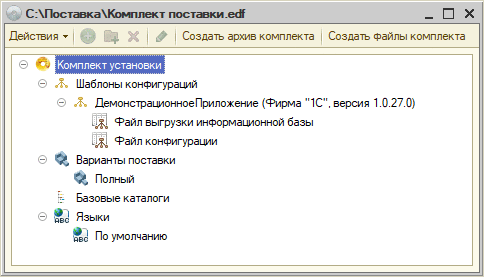 C:\Поставка\Комплект поставки.edf
Действия Создать архив комплекта Создать файлы комплекта
Комплект установки
Шаблоны конфигураций
ДемонстрационноеПриложение (Фирма "1С", версия 1.0.27.0)
Файл выгрузки информационной базы
Файл конфигурации
Варианты поставки
Полный
Базовые каталоги
Языки
По умолчанию